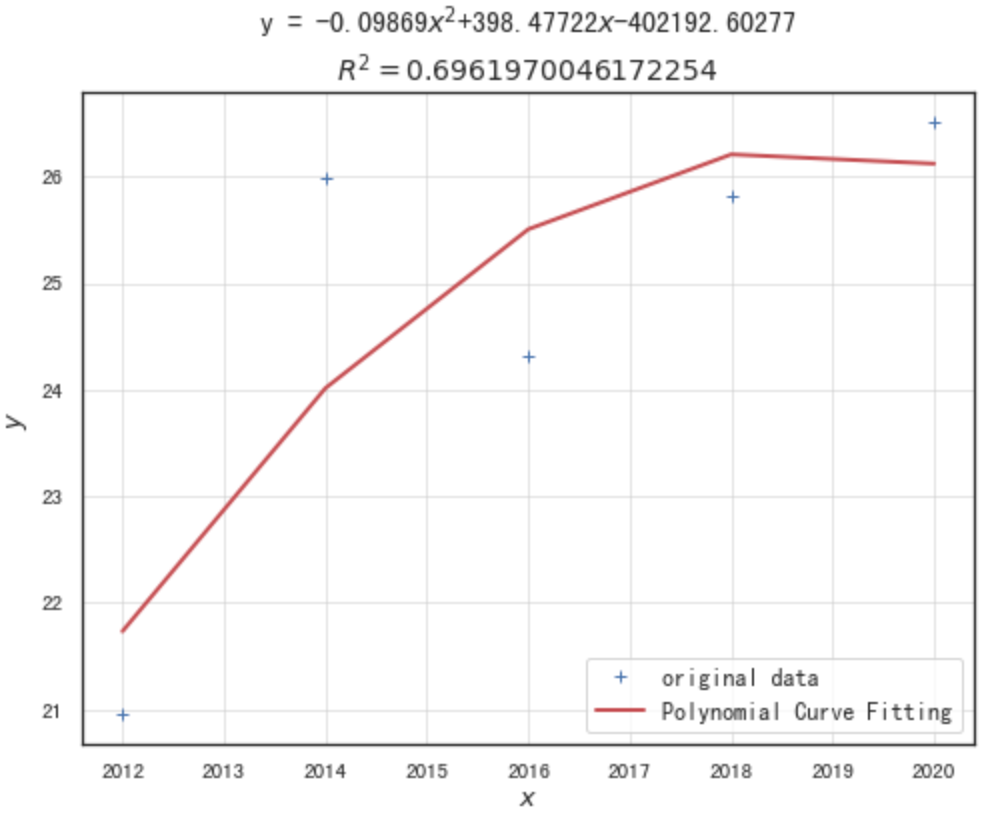 y = −0.09869x²+398.47722x−402192.60277
R² = 0.6961970046172254
26
25
24
23
22
21
y
2012 2013 2014 2015 2016 2017 2018 2019 2020
x
original data
Polynomial Curve Fitting